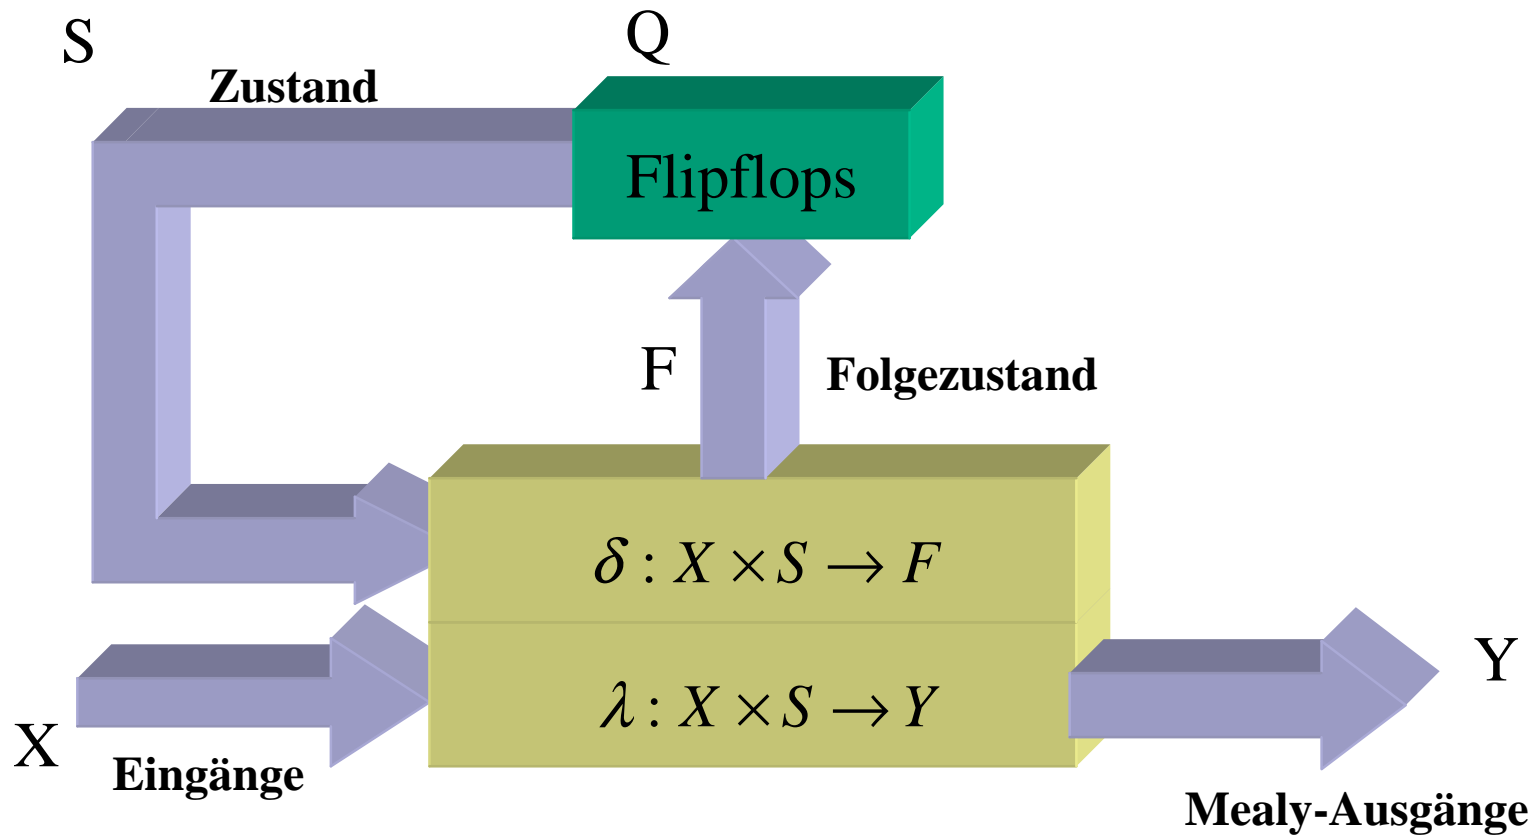 S
Q
Zustand
Flipflops
F
Folgezustand
δ : X × S → F
λ : X × S → Y
Y
X
Eingänge
Mealy-Ausgänge